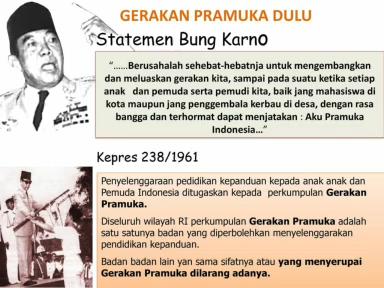 GERAKAN PRAMUKA DULU
Statemen Bung Karno
“……Berusahalah sehebat-hebatnja untuk mengembangkan
dan meluaskan gerakan kita, sampai pada suatu ketika setiap
anak dan pemuda serta pemudi kita, baik jang mahasiswa di
kota maupun jang penggembala kerbau di desa, dengan rasa
bangga dan terhormat dapat menjatakan : Aku Pramuka
Indonesia…”
Kepres 238/1961
Penyelenggaraan pedidikan kepanduan kepada anak anan dan
Pemuda Indonesia ditugaskan kepada perkumpulan Gerakan
Pramuka.
Diseluruh wilayah RI perkumpulan Gerakan Pramuka adalah
satu satunya badan yang diperbolehkan menyelenggarakan
pendidikan kepanduan.
Badan badan lain yan sama sifatnya atau yang menyerupai
Gerakan Pramuka dilarang adanya.